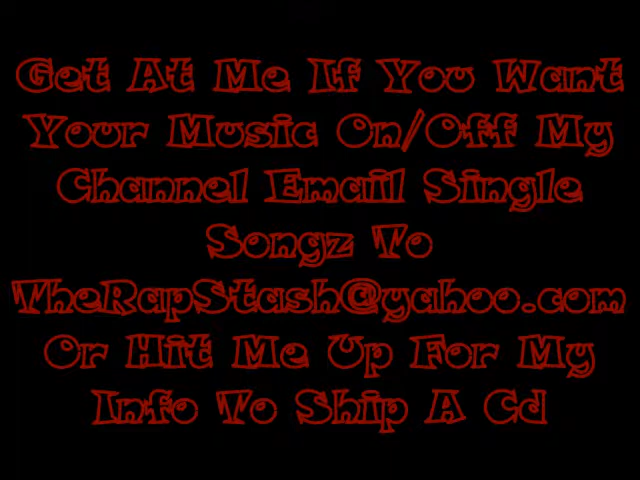 Get At Me If You Want
Your Music On/Off My
Channel Email Single
Songz To
TheRapStash@yahoo.com
Or Hit Me Up For My
Info To Ship A Cd